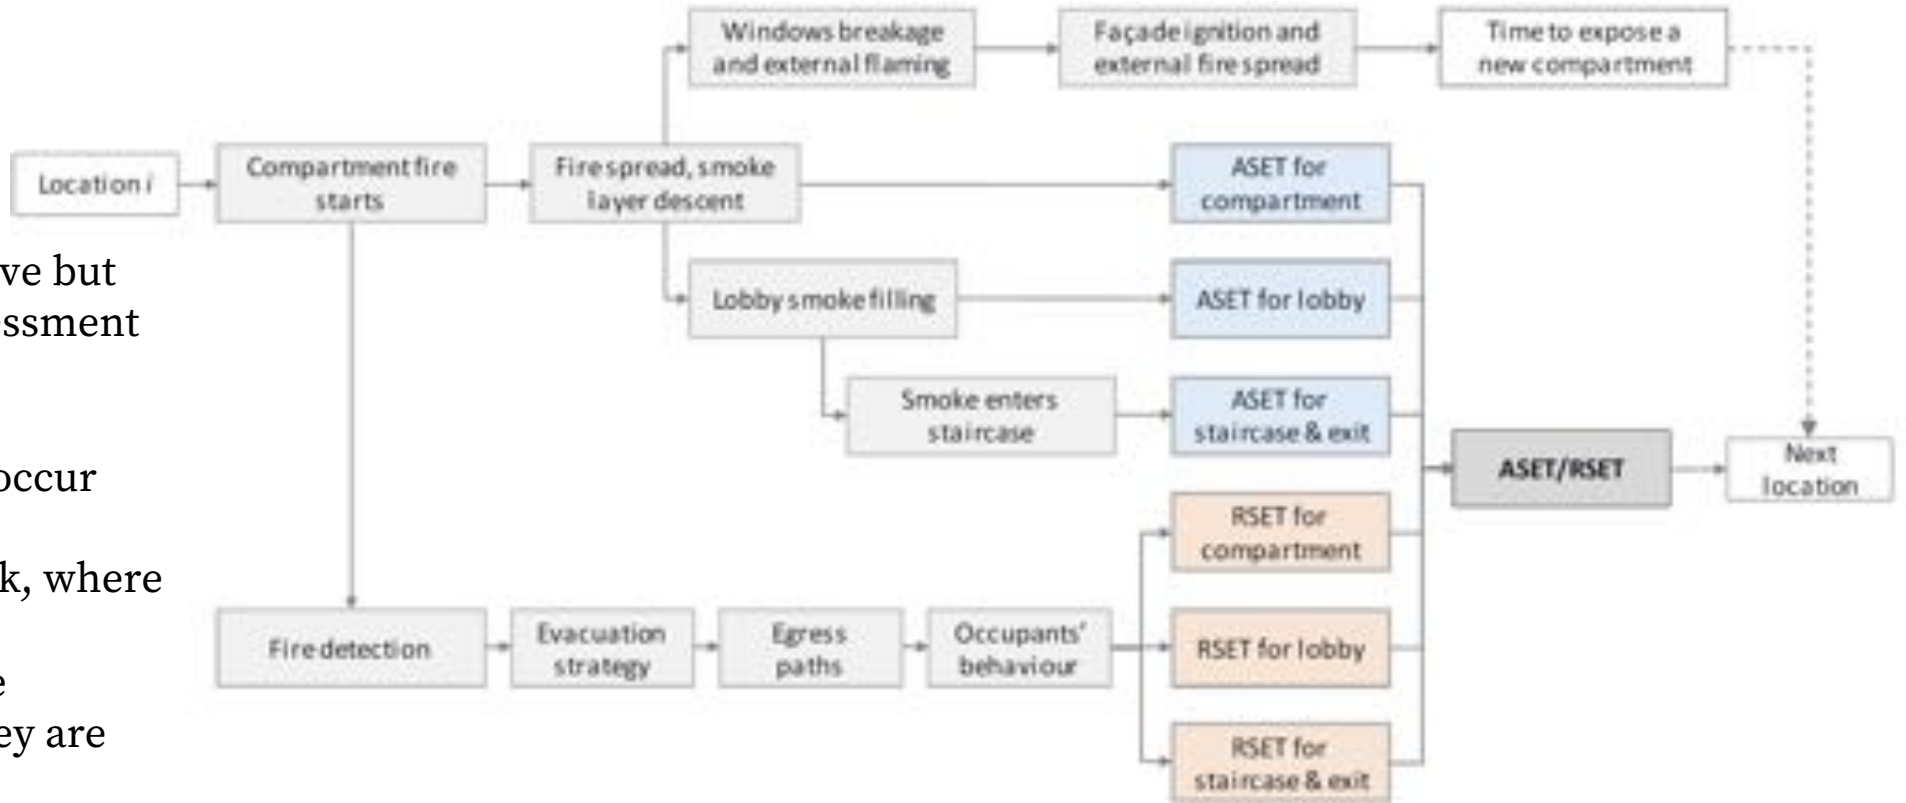 Windows breakage
and external flaming
Façade ignition and
external fire spread
Time to expose a
new compartment
Location i
Compartment fire
starts
Fire spread, smoke
layer descent
ASET for
compartment
ve but
ssment
Lobby smoke filling
ASET for lobby
Smoke enters
staircase
ASET for
staircase & exit
occur
k, where
e
ey are
ASET/RSET
Next
location
RSET for
compartment
Fire detection
Evacuation
strategy
Egress
paths
Occupants'
behaviour
RSET for lobby
RSET for
staircase & exit